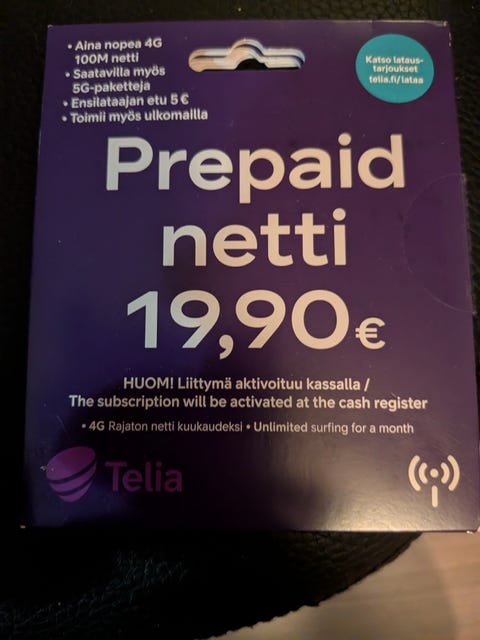 • Aina nopea 4G
100M netti
• Saatavilla myös
5G-paketteja
• Ensilataajan etu 5 €
• Toimii myös ulkomailla
Katso lataus-
tarjoukset
telia.fi/lataa
Prepaid
netti
19,90 €
HUOM! Liittymä aktivoituu kassalla /
The subscription will be activated at the cash register
• 4G Rajaton netti kuukaudeksi • Unlimited surfing for a month
Telia